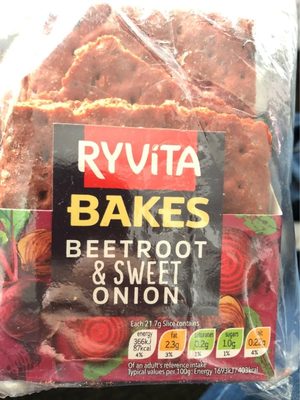 RYVITA
BAKES
BEETROOT
& SWEET
ONION
Each 21.7g Slice contains
energy fat saturates sugars salt
366kJ 2.3g 0.2g 1.0g
87kcal
4% 3% 1% 1% 4%
Of an adult's reference intake
Typical values per 100g: Energy 1693kJ/403kcal